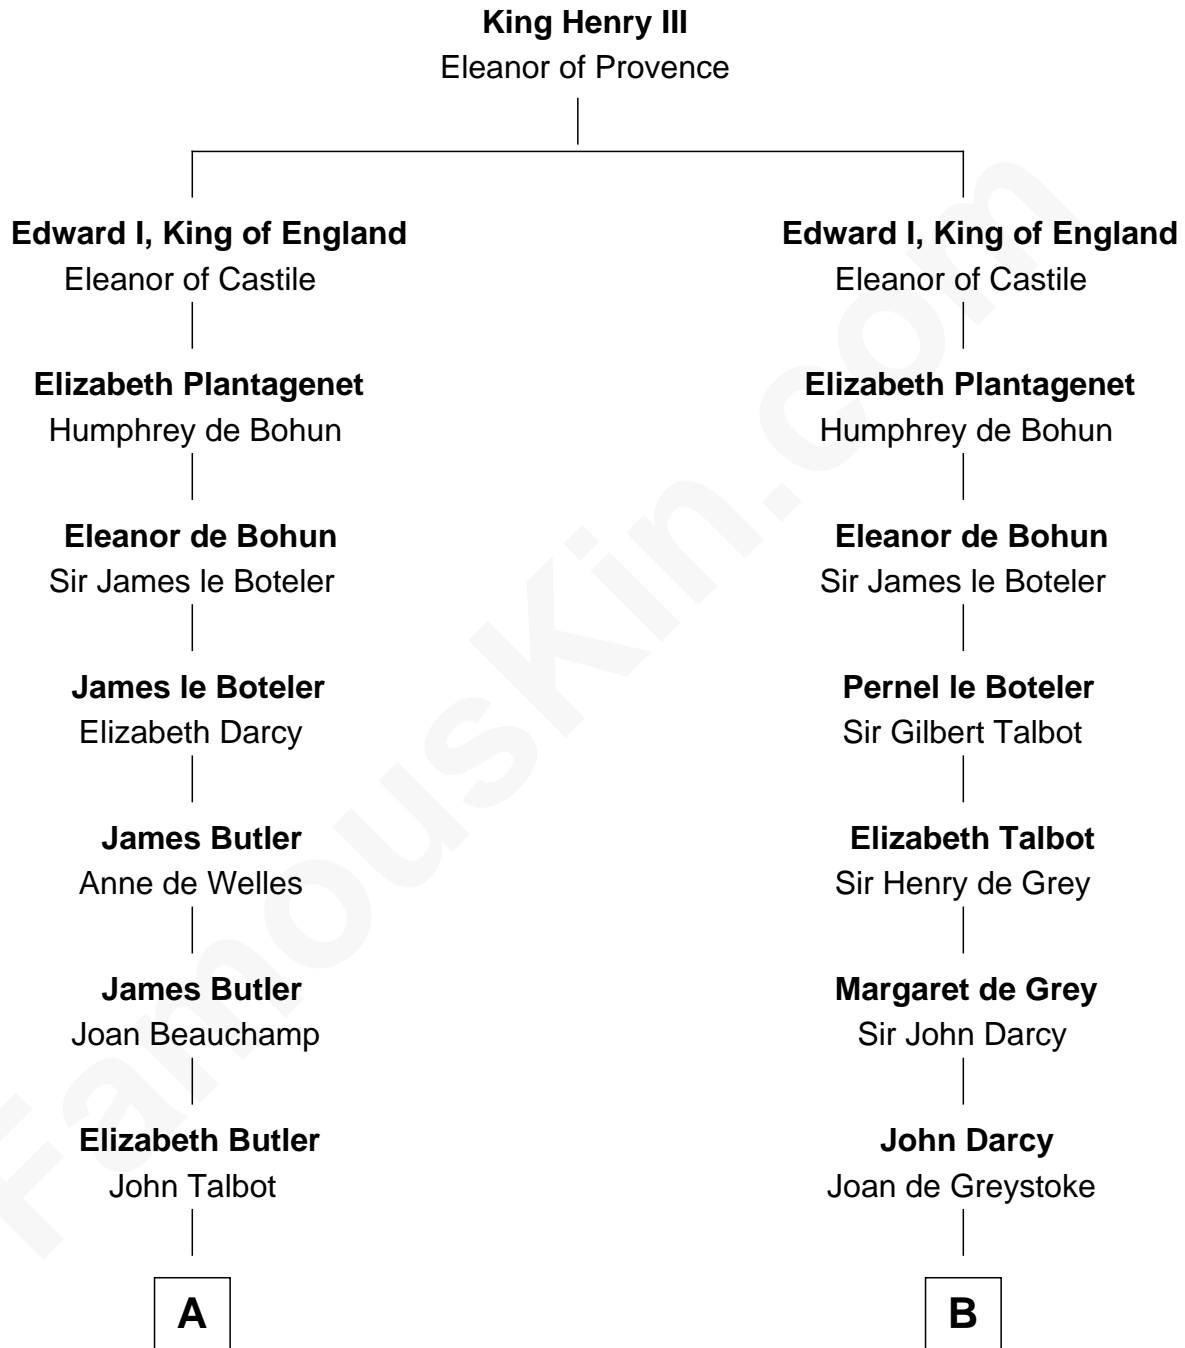 King Henry III
Eleanor of Provence
Edward I, King of England
Eleanor of Castile
Edward I, King of England
Eleanor of Castile
Elizabeth Plantagenet
Humphrey de Bohun
Elizabeth Plantagenet
Humphrey de Bohun
Eleanor de Bohun
Sir James le Boteler
Eleanor de Bohun
Sir James le Boteler
James le Boteler
Elizabeth Darcy
Pernel le Boteler
Sir Gilbert Talbot
James Butler
Anne de Welles
Elizabeth Talbot
Sir Henry de Grey
James Butler
Joan Beauchamp
Margaret de Grey
Sir John Darcy
Elizabeth Butler
John Talbot
John Darcy
Joan de Greystoke
A
B
FamousKin.com